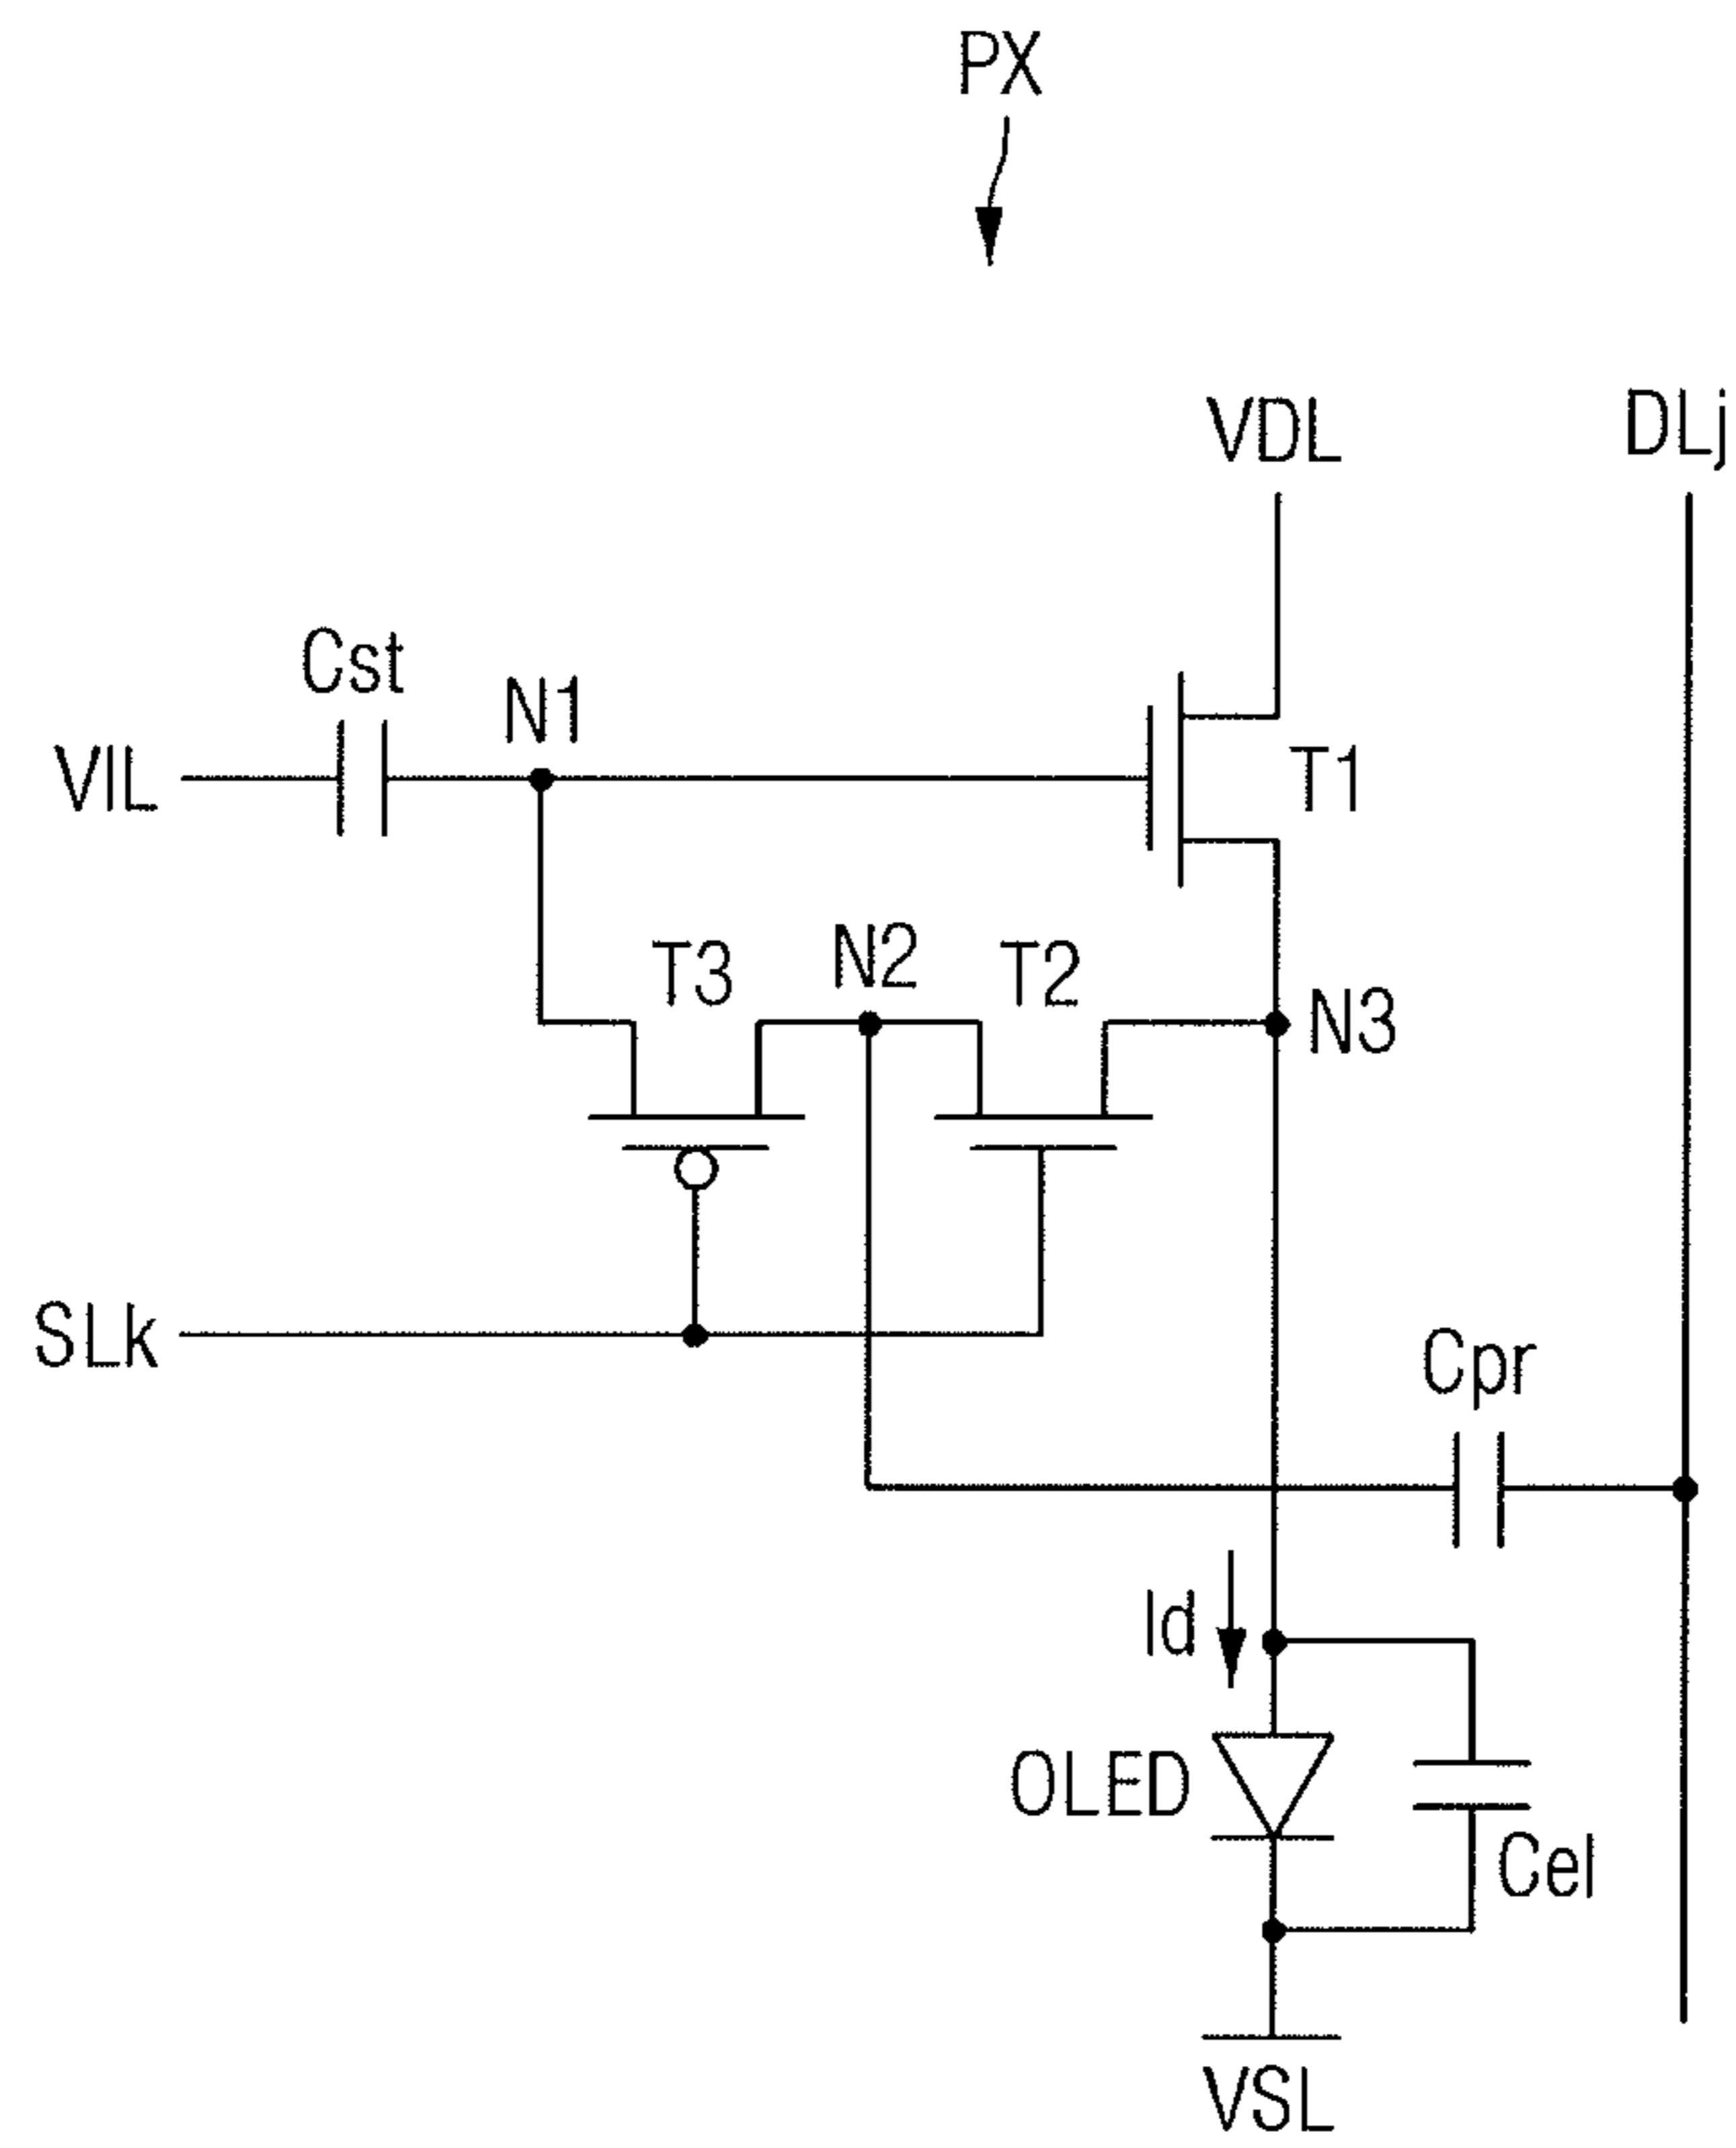 PX
VDL
DLj
Cst
N1
VIL
T1
T3
N2
T2
N3
SLk
Cpr
Id
OLED
Cel
VSL